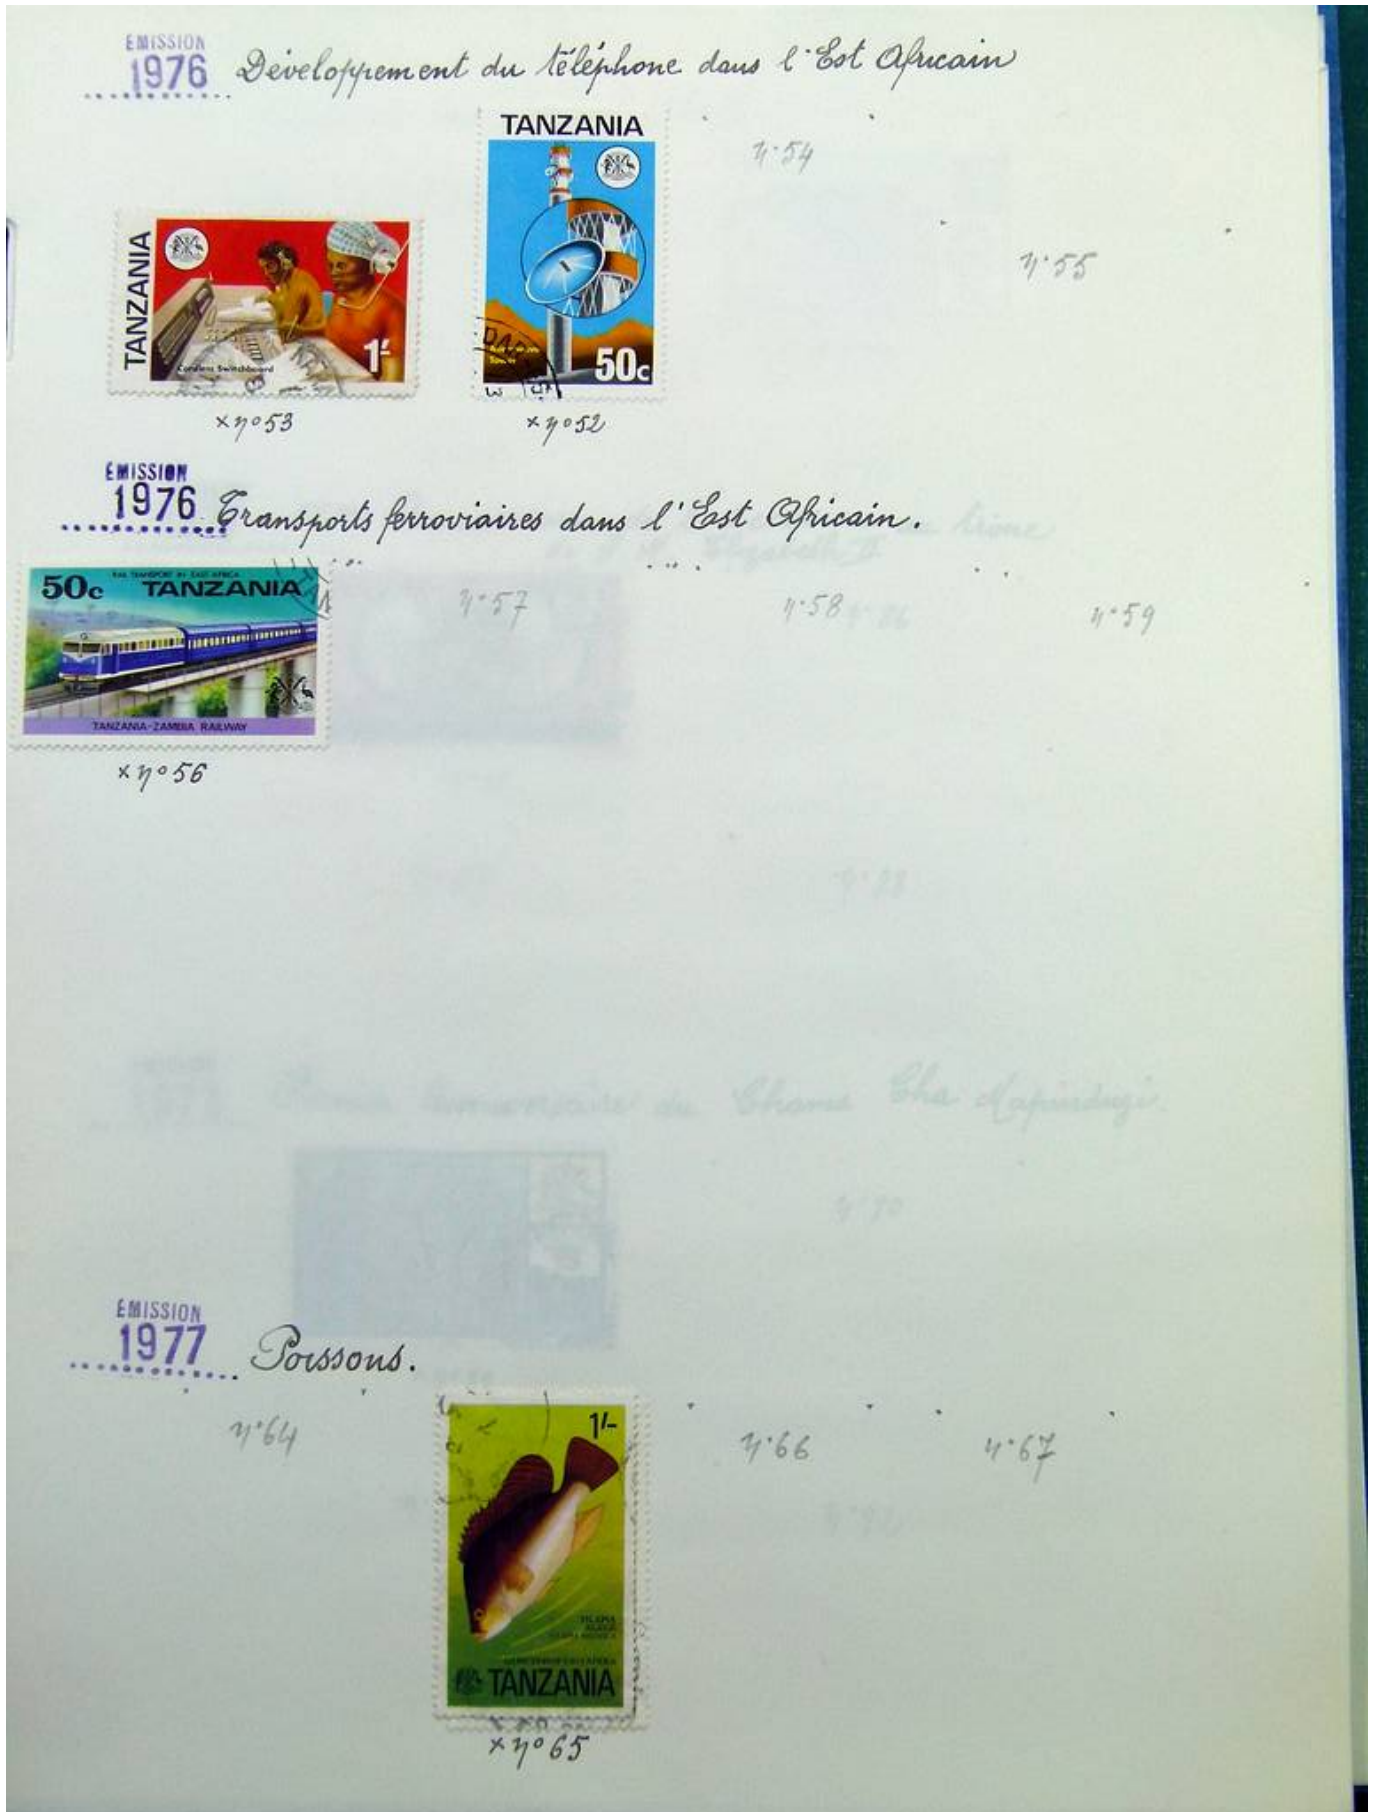 EMISSION
1976 Développement du téléphone dans l'Est Africain
TANZANIA
n°54
n°55
TANZANIA
1/-
Cordless Switchboard
50c
x n°53
x n°52
EMISSION
1976 Transports ferroviaires dans l'Est Africain.
RAIL TRANSPORT IN EAST AFRICA
50c TANZANIA
n°57
n°58
n°59
TANZANIA-ZAMBIA RAILWAY
x n°56
EMISSION
1977 Poissons.
n°64
1/-
n°66
n°67
TANZANIA
x n°65